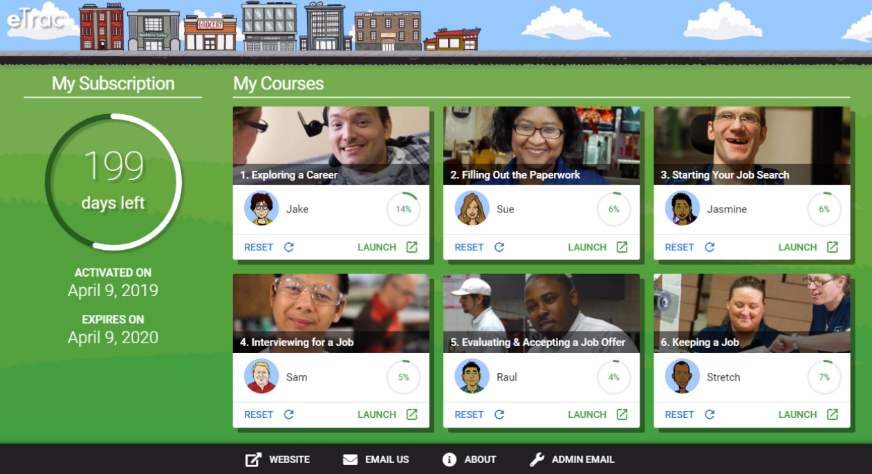 eTrac
GROCERY
My Subscription
My Courses
199
days left
ACTIVATED ON
April 9, 2019
EXPIRES ON
April 9, 2020
1. Exploring a Career
Jake
14%
RESET
LAUNCH
2. Filling Out the Paperwork
Sue
6%
RESET
LAUNCH
3. Starting Your Job Search
Jasmine
6%
RESET
LAUNCH
4. Interviewing for a Job
Sam
5%
RESET
LAUNCH
5. Evaluating & Accepting a Job Offer
Raul
4%
RESET
LAUNCH
6. Keeping a Job
Stretch
7%
RESET
LAUNCH
WEBSITE
EMAIL US
ABOUT
ADMIN EMAIL